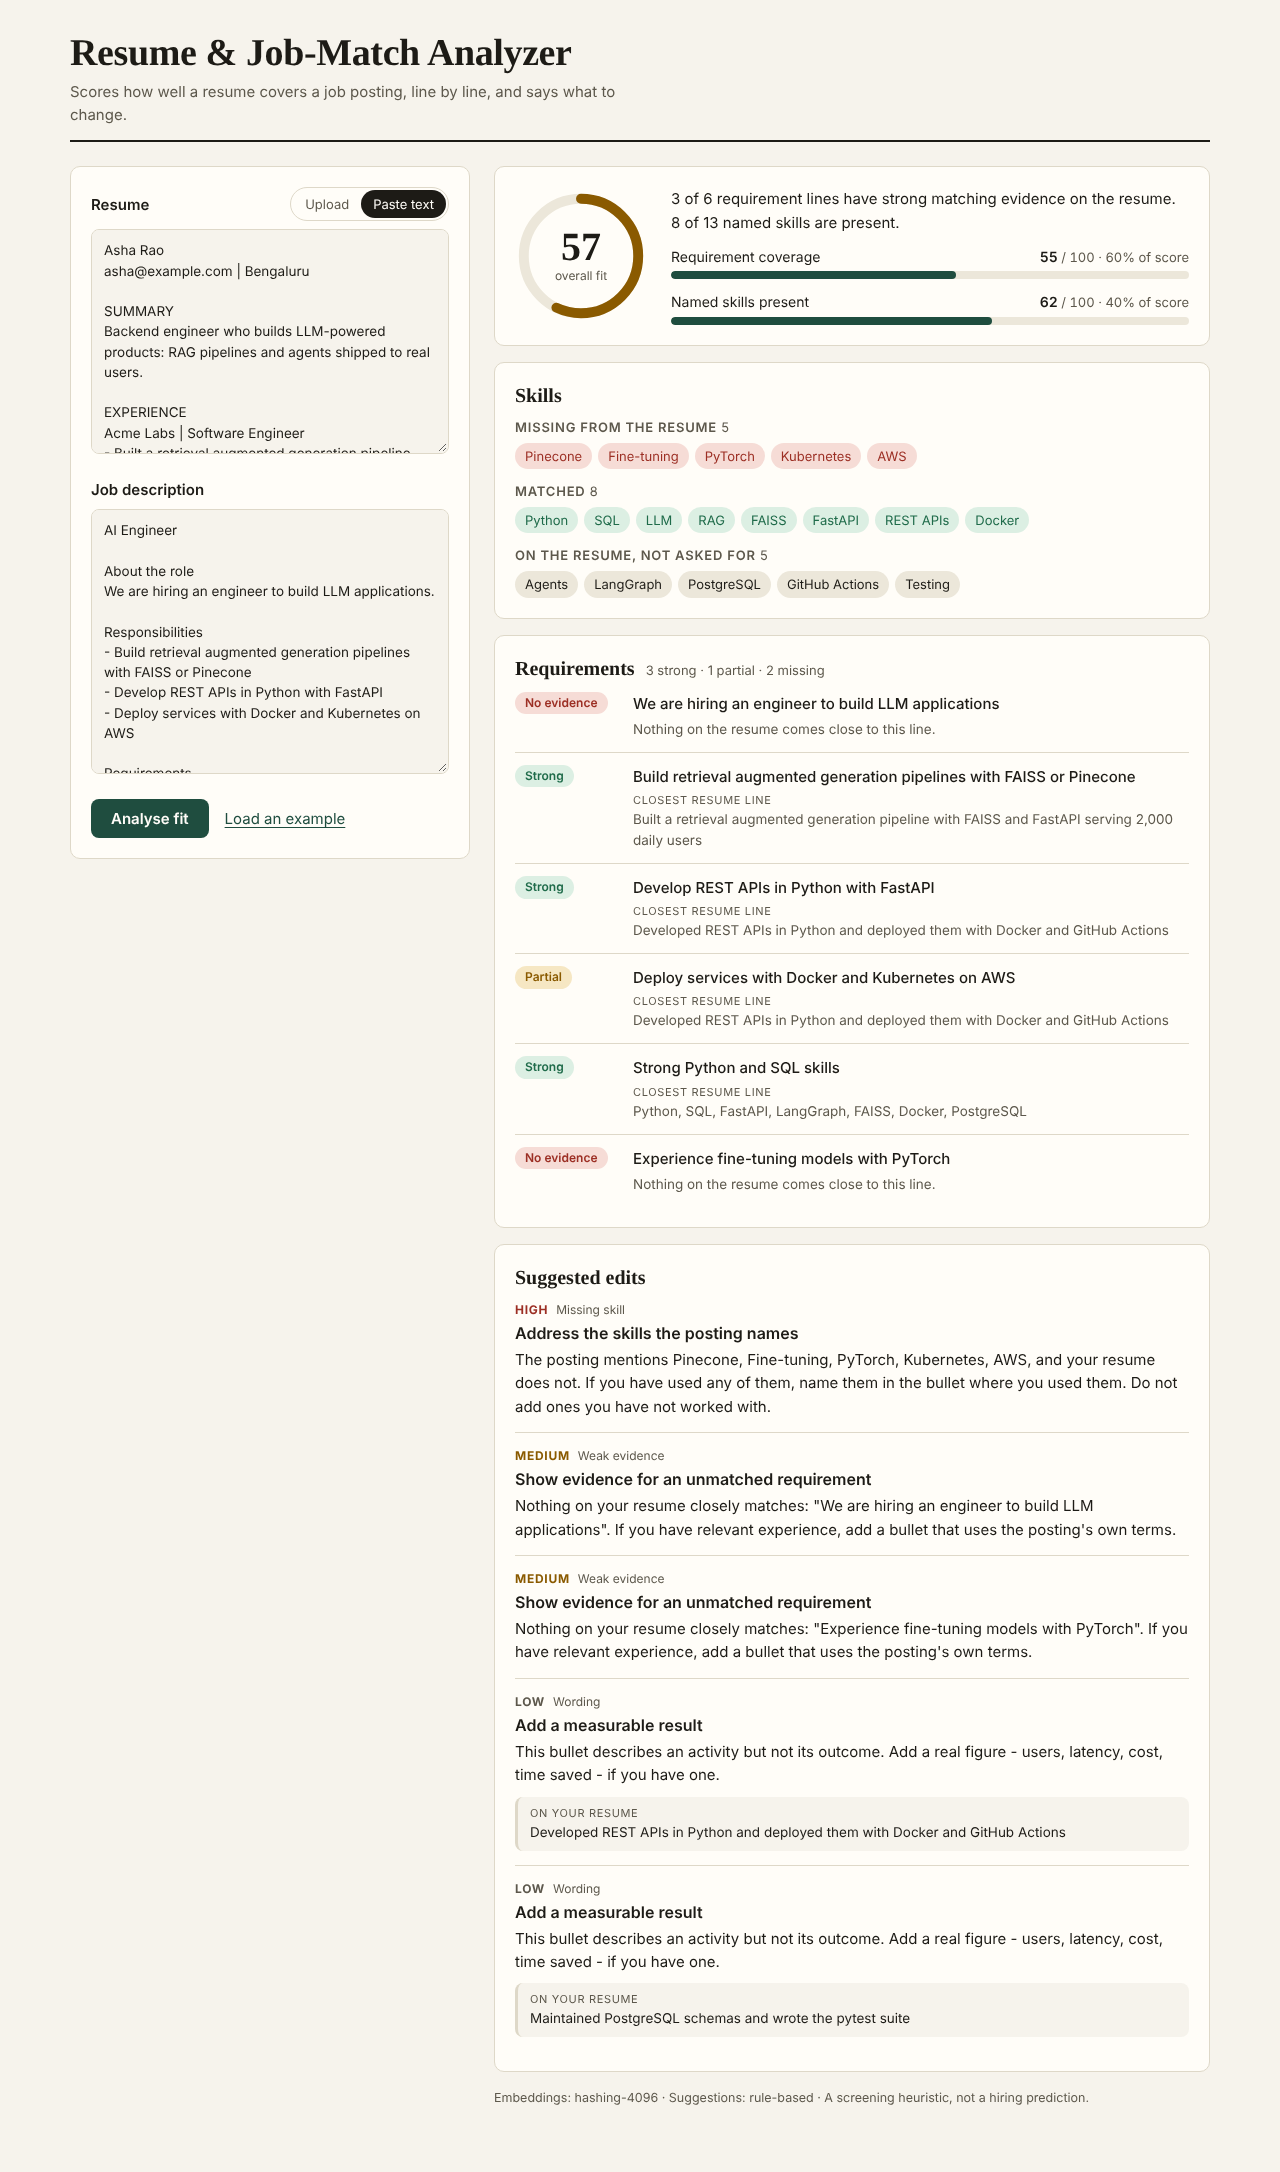 Resume & Job-Match Analyzer
Scores how well a resume covers a job posting, line by line, and says what to
change.
Resume
Upload
Paste text
Asha Rao
asha@example.com | Bengaluru
SUMMARY
Backend engineer who builds LLM-powered
products: RAG pipelines and agents shipped to real
users.
EXPERIENCE
Acme Labs | Software Engineer
- Built a retrieval augmented generation pipeline
Job description
AI Engineer
About the role
We are hiring an engineer to build LLM applications.
Responsibilities
- Build retrieval augmented generation pipelines
with FAISS or Pinecone
- Develop REST APIs in Python with FastAPI
- Deploy services with Docker and Kubernetes on
AWS
Requirements
Analyse fit
Load an example
57
overall fit
3 of 6 requirement lines have strong matching evidence on the resume.
8 of 13 named skills are present.
Requirement coverage
55 / 100 · 60% of score
Named skills present
62 / 100 · 40% of score
Skills
MISSING FROM THE RESUME 5
Pinecone
Fine-tuning
PyTorch
Kubernetes
AWS
MATCHED 8
Python
SQL
LLM
RAG
FAISS
FastAPI
REST APIs
Docker
ON THE RESUME, NOT ASKED FOR 5
Agents
LangGraph
PostgreSQL
GitHub Actions
Testing
Requirements 3 strong · 1 partial · 2 missing
No evidence
We are hiring an engineer to build LLM applications
Nothing on the resume comes close to this line.
Strong
Build retrieval augmented generation pipelines with FAISS or Pinecone
CLOSEST RESUME LINE
Built a retrieval augmented generation pipeline with FAISS and FastAPI serving 2,000
daily users
Strong
Develop REST APIs in Python with FastAPI
CLOSEST RESUME LINE
Developed REST APIs in Python and deployed them with Docker and GitHub Actions
Partial
Deploy services with Docker and Kubernetes on AWS
CLOSEST RESUME LINE
Developed REST APIs in Python and deployed them with Docker and GitHub Actions
Strong
Strong Python and SQL skills
CLOSEST RESUME LINE
Python, SQL, FastAPI, LangGraph, FAISS, Docker, PostgreSQL
No evidence
Experience fine-tuning models with PyTorch
Nothing on the resume comes close to this line.
Suggested edits
HIGH Missing skill
Address the skills the posting names
The posting mentions Pinecone, Fine-tuning, PyTorch, Kubernetes, AWS, and your resume
does not. If you have used any of them, name them in the bullet where you used them. Do not
add ones you have not worked with.
MEDIUM Weak evidence
Show evidence for an unmatched requirement
Nothing on your resume closely matches: "We are hiring an engineer to build LLM
applications". If you have relevant experience, add a bullet that uses the posting's own terms.
MEDIUM Weak evidence
Show evidence for an unmatched requirement
Nothing on your resume closely matches: "Experience fine-tuning models with PyTorch". If you
have relevant experience, add a bullet that uses the posting's own terms.
LOW Wording
Add a measurable result
This bullet describes an activity but not its outcome. Add a real figure - users, latency, cost,
time saved - if you have one.
ON YOUR RESUME
Developed REST APIs in Python and deployed them with Docker and GitHub Actions
LOW Wording
Add a measurable result
This bullet describes an activity but not its outcome. Add a real figure - users, latency, cost,
time saved - if you have one.
ON YOUR RESUME
Maintained PostgreSQL schemas and wrote the pytest suite
Embeddings: hashing-4096 · Suggestions: rule-based · A screening heuristic, not a hiring prediction.